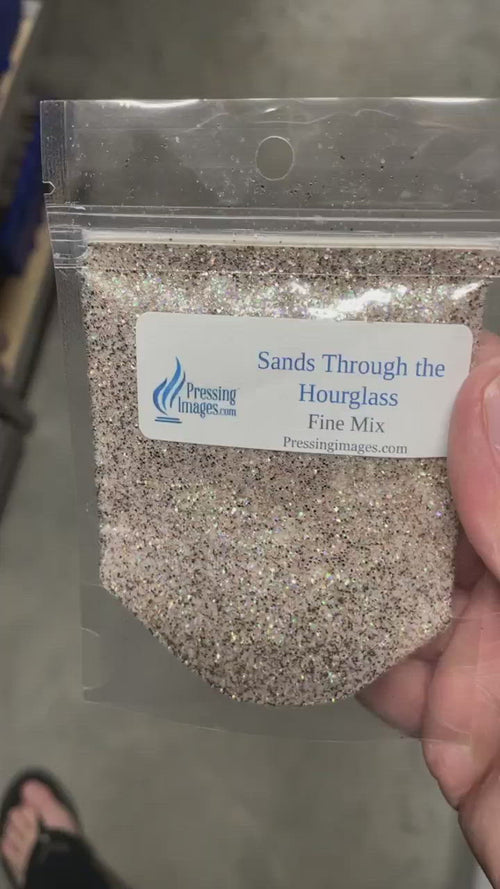 Pressing
Images.com
Sands Through the
Hourglass
Fine Mix
Pressingimages.com